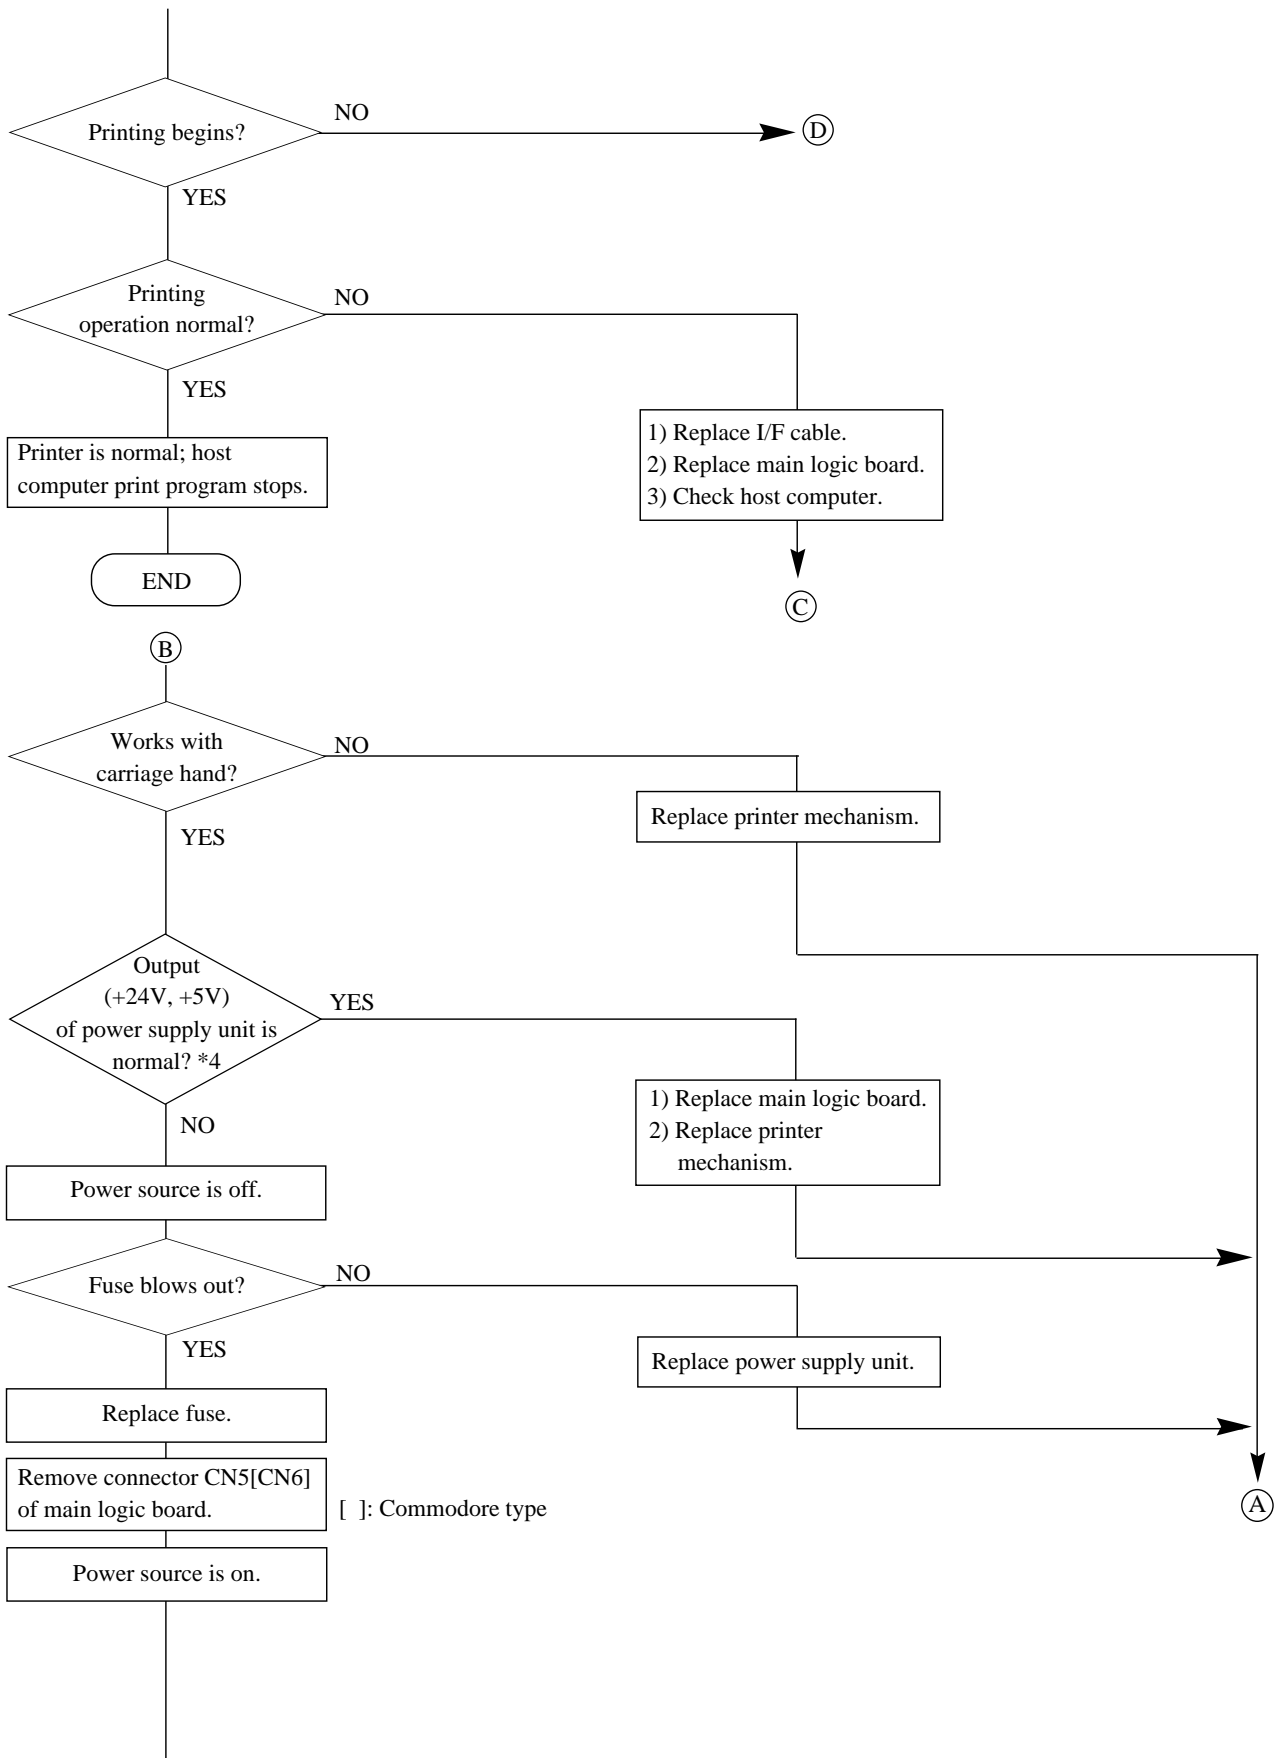 Printing begins?
NO
D
YES
Printing
operation normal?
NO
YES
Printer is normal; host
computer print program stops.
1) Replace I/F cable.
2) Replace main logic board.
3) Check host computer.
END
C
B
Works with
carriage hand?
NO
Replace printer mechanism.
YES
Output
(+24V, +5V)
of power supply unit is
normal? *4
YES
1) Replace main logic board.
2) Replace printer
mechanism.
NO
Power source is off.
Fuse blows out?
NO
YES
Replace power supply unit.
Replace fuse.
Remove connector CN5[CN6]
of main logic board.
[  ]: Commodore type
A
Power source is on.